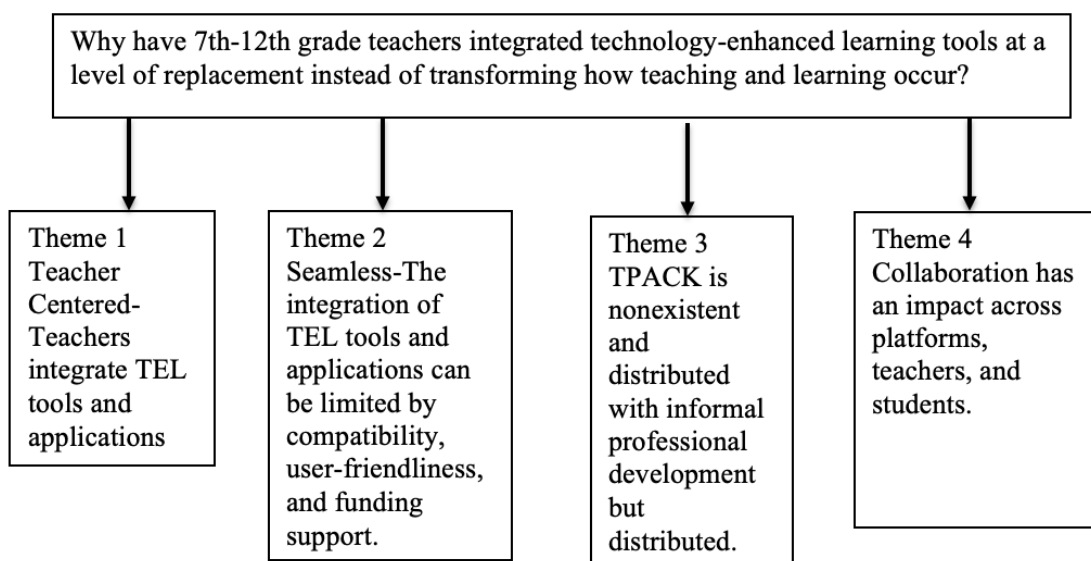 Why have 7th-12th grade teachers integrated technology-enhanced learning tools at a
level of replacement instead of transforming how teaching and learning occur?
Theme 1
Teacher
Centered-
Teachers
integrate TEL
tools and
applications
Theme 2
Seamless-The
integration of
TEL tools and
applications can
be limited by
compatibility,
user-friendliness,
and funding
support.
Theme 3
TPACK is
nonexistent
and
distributed
with informal
professional
development
but
distributed.
Theme 4
Collaboration has
an impact across
platforms,
teachers, and
students.